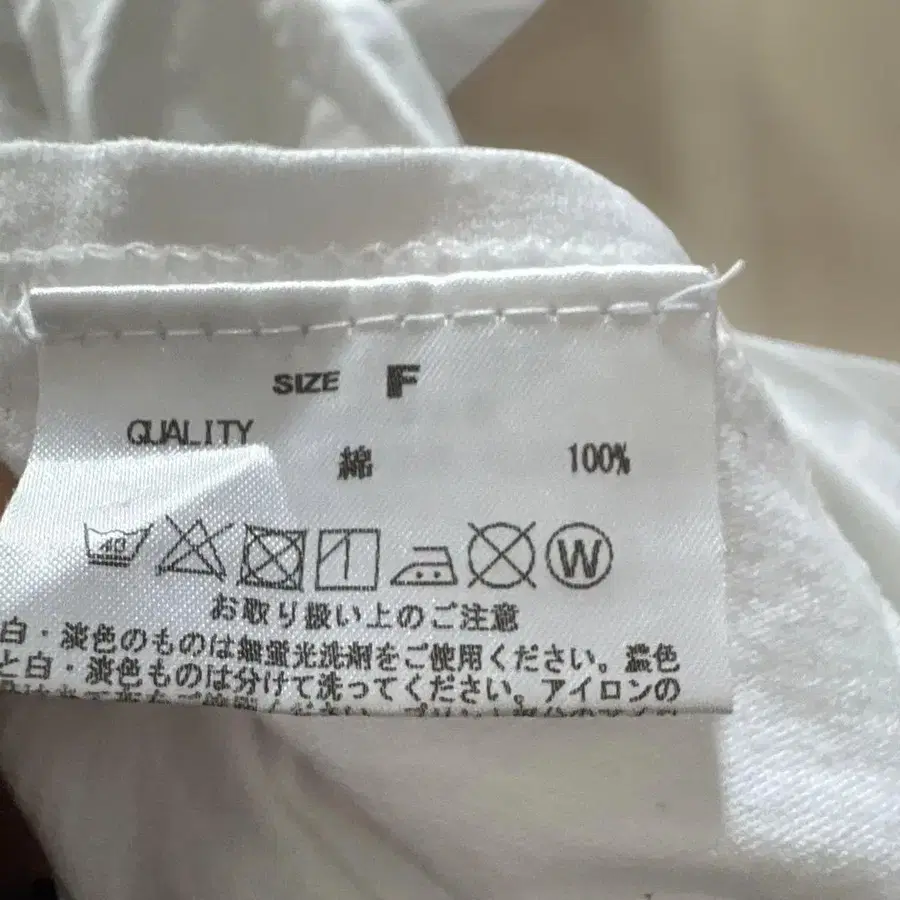 SIZE F
QUALITY
綿 100%
40
W
お取り扱い上のご注意
白・淡色のものは無蛍光洗剤をご使用ください。濃色
と白・淡色ものは分けて洗ってください。アイロンの